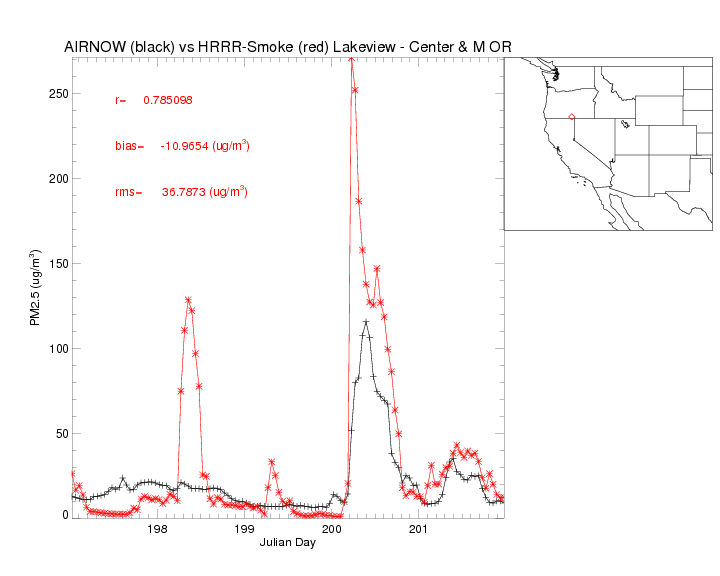 AIRNOW (black) vs HRRR-Smoke (red) Lakeview - Center & M OR
r= 0.785098
bias= -10.9654 (ug/m³)
rms= 36.7873 (ug/m³)
PM2.5 (ug/m³)
250
200
150
100
50
0
198
199
200
201
Julian Day